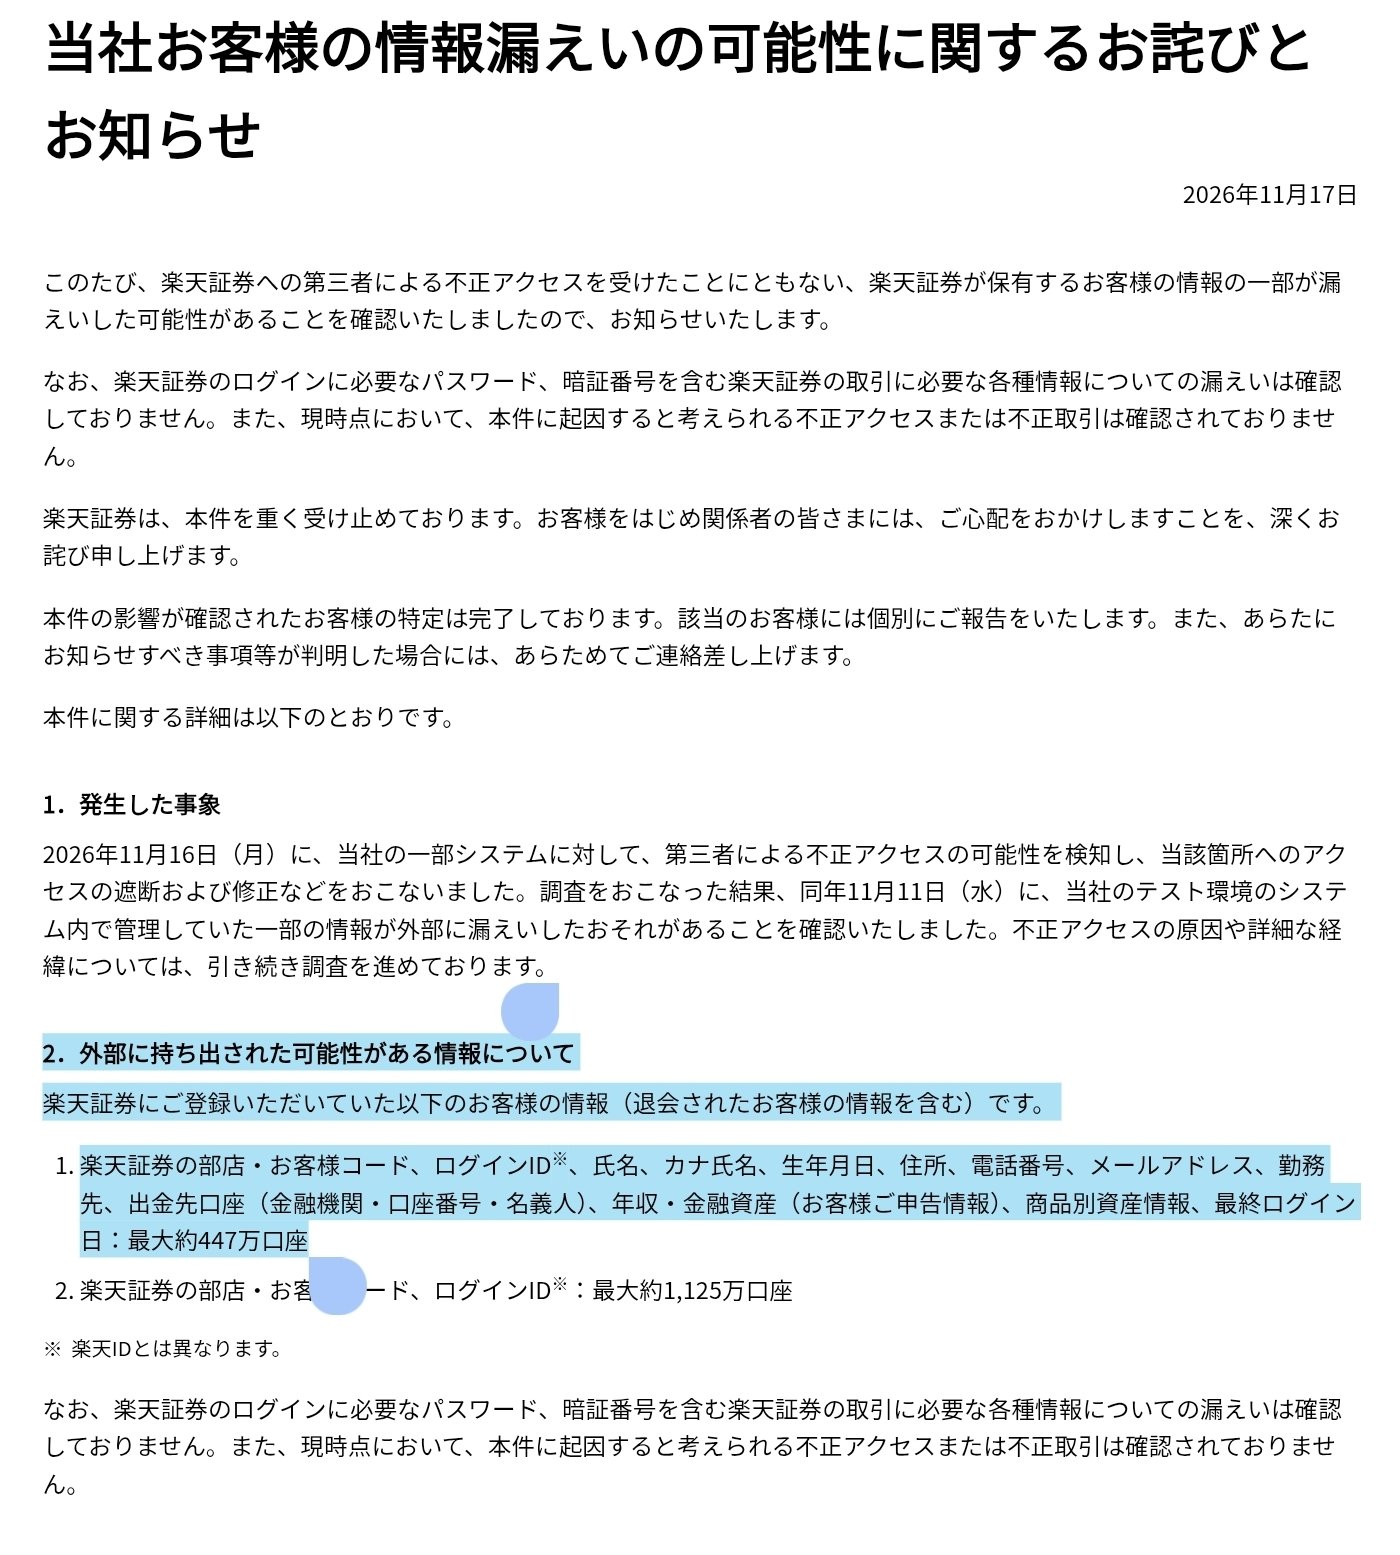 当社お客様の情報漏えいの可能性に関するお詫びと
お知らせ
2026年11月17日
このたび、楽天証券への第三者による不正アクセスを受けたことにともない、楽天証券が保有するお客様の情報の一部が漏
えいした可能性があることを確認いたしましたので、お知らせいたします。
なお、楽天証券のログインに必要なパスワード、暗証番号を含む楽天証券の取引に必要な各種情報についての漏えいは確認
しておりません。また、現時点において、本件に起因すると考えられる不正アクセスまたは不正取引は確認されておりませ
ん。
楽天証券は、本件を重く受け止めております。お客様をはじめ関係者の皆さまには、ご心配をおかけしますことを、深くお
詫び申し上げます。
本件の影響が確認されたお客様の特定は完了しております。該当のお客様には個別にご報告をいたします。また、あらたに
お知らせすべき事項等が判明した場合には、あらためてご連絡差し上げます。
本件に関する詳細は以下のとおりです。
1．発生した事象
2026年11月16日（月）に、当社の一部システムに対して、第三者による不正アクセスの可能性を検知し、当該箇所へのアク
セスの遮断および修正などをおこないました。調査をおこなった結果、同年11月11日（水）に、当社のテスト環境のシステ
ム内で管理していた一部の情報が外部に漏えいしたおそれがあることを確認いたしました。不正アクセスの原因や詳細な経
緯については、引き続き調査を進めております。
2．外部に持ち出された可能性がある情報について
楽天証券にご登録いただいていた以下のお客様の情報（退会されたお客様の情報を含む）です。
1. 楽天証券の部店・お客様コード、ログインID※、氏名、カナ氏名、生年月日、住所、電話番号、メールアドレス、勤務
先、出金先口座（金融機関・口座番号・名義人）、年収・金融資産（お客様ご申告情報）、商品別資産情報、最終ログイン
日：最大約447万口座
2. 楽天証券の部店・お客 ード、ログインID※：最大約1,125万口座
※ 楽天IDとは異なります。
なお、楽天証券のログインに必要なパスワード、暗証番号を含む楽天証券の取引に必要な各種情報についての漏えいは確認
しておりません。また、現時点において、本件に起因すると考えられる不正アクセスまたは不正取引は確認されておりませ
ん。